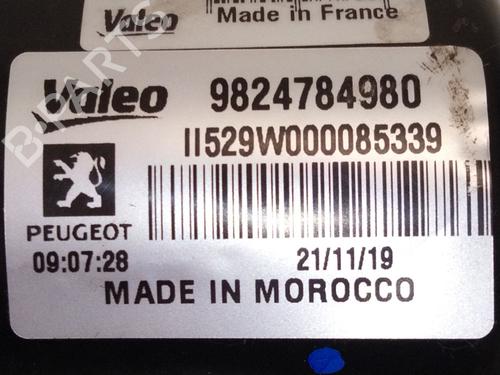 Valeo Made in France
Valeo 9824784980
II529W000085339
PEUGEOT
09:07:28 21/11/19
MADE IN MOROCCO
B-PARTS